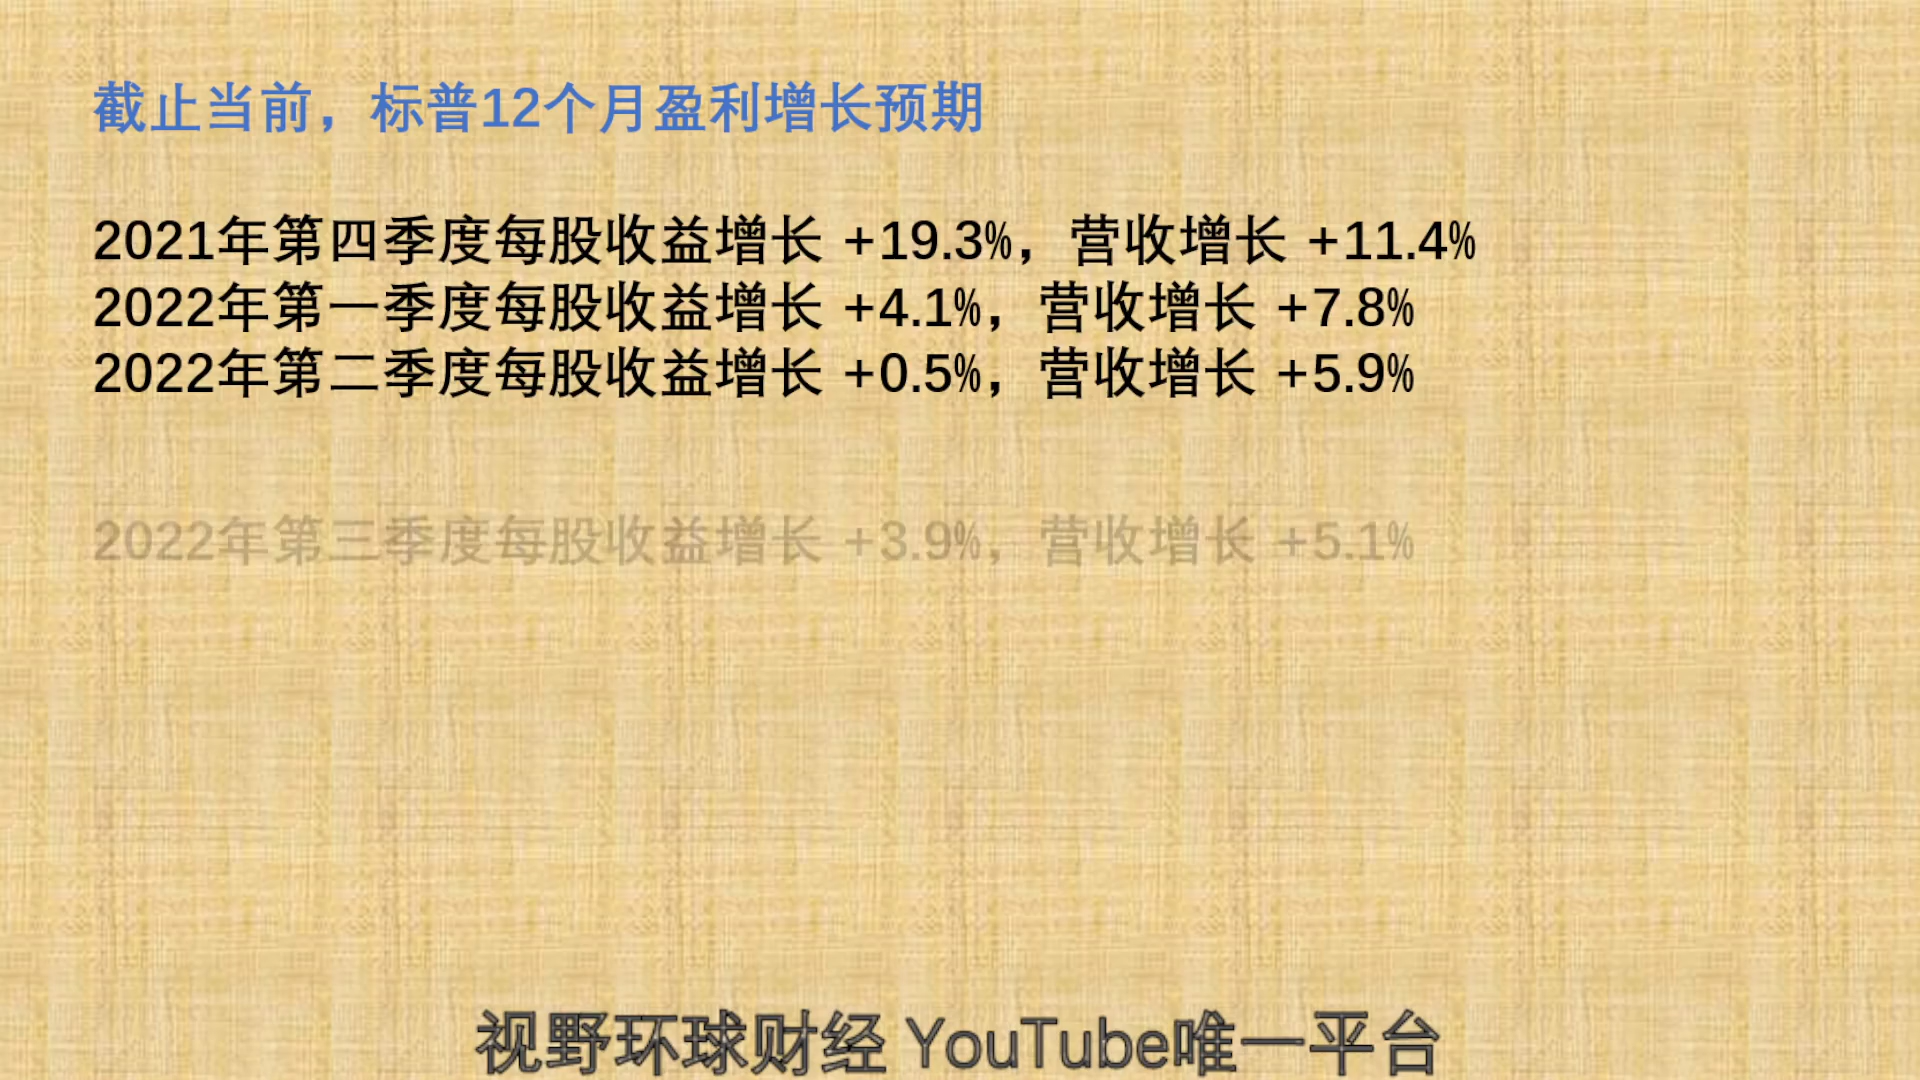 截止当前，标普12个月盈利增长预期
2021年第四季度每股收益增长 +19.3%，营收增长 +11.4%
2022年第一季度每股收益增长 +4.1%，营收增长 +7.8%
2022年第二季度每股收益增长 +0.5%，营收增长 +5.9%
2022年第三季度每股收益增长 +3.9%，营收增长 +5.1%
视野环球财经 YouTube唯一平台